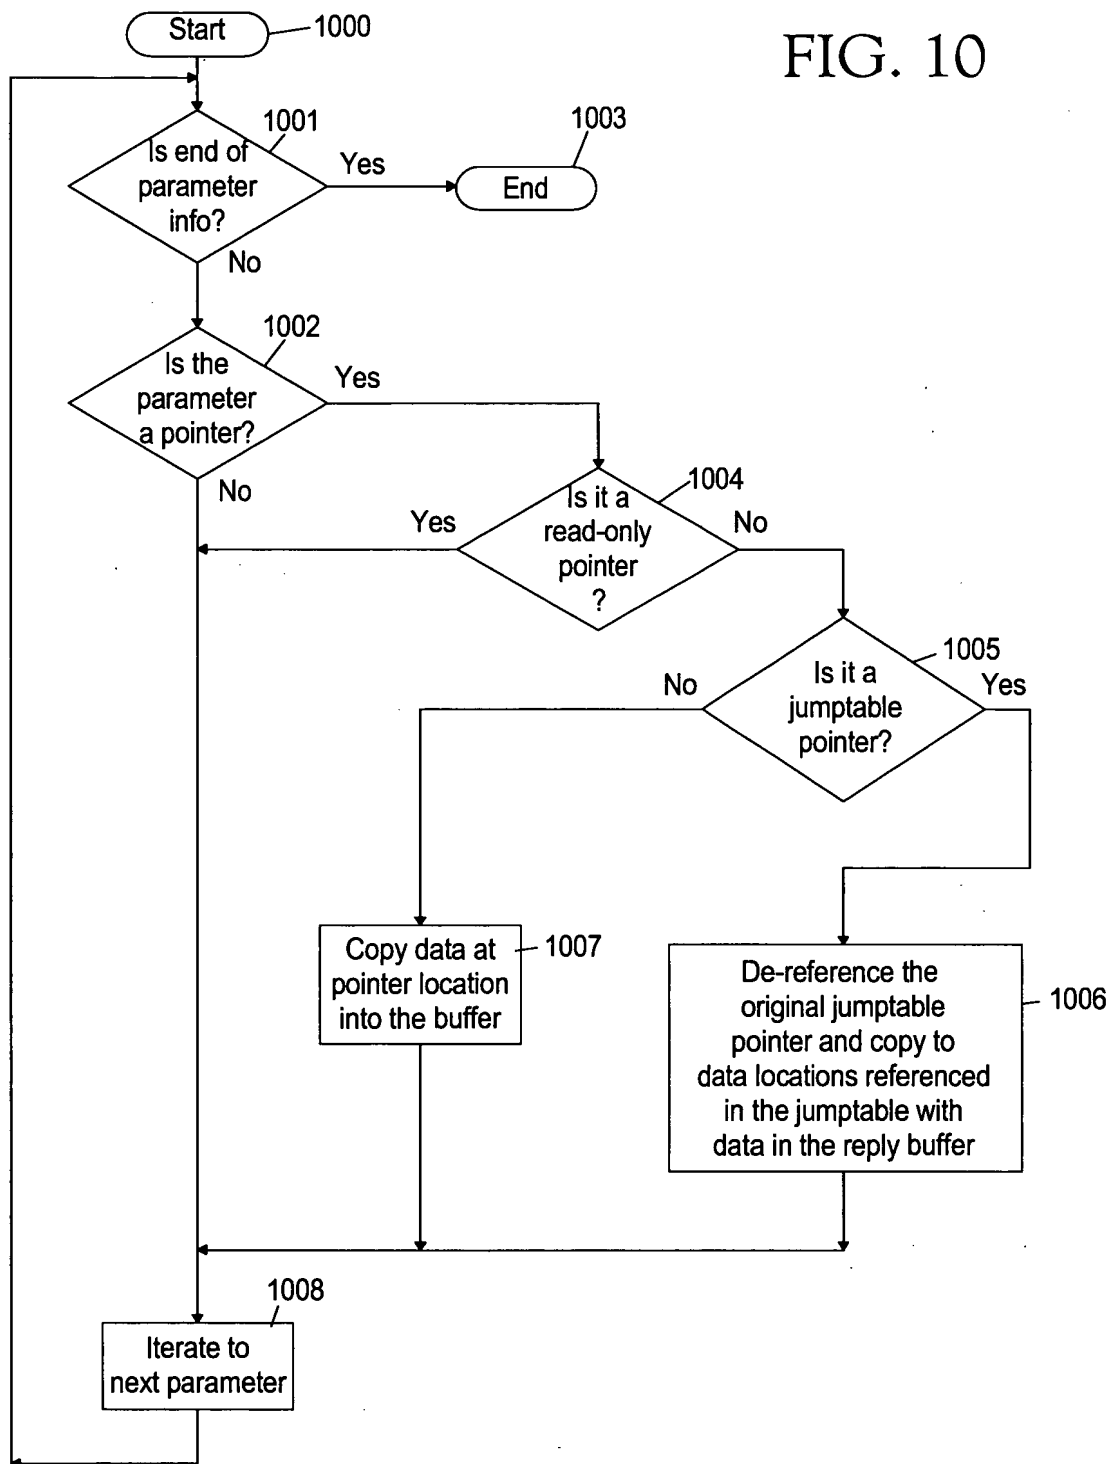 FIG. 10
Start
1000
1001
Is end of
parameter
info?
Yes
1003
End
No
1002
Is the
parameter
a pointer?
Yes
No
1004
Is it a
read-only
pointer
?
Yes
No
1005
Is it a
jumptable
pointer?
No
Yes
Copy data at
pointer location
into the buffer
1007
De-reference the
original jumptable
pointer and copy to
data locations referenced
in the jumptable with
data in the reply buffer
1006
1008
Iterate to
next parameter